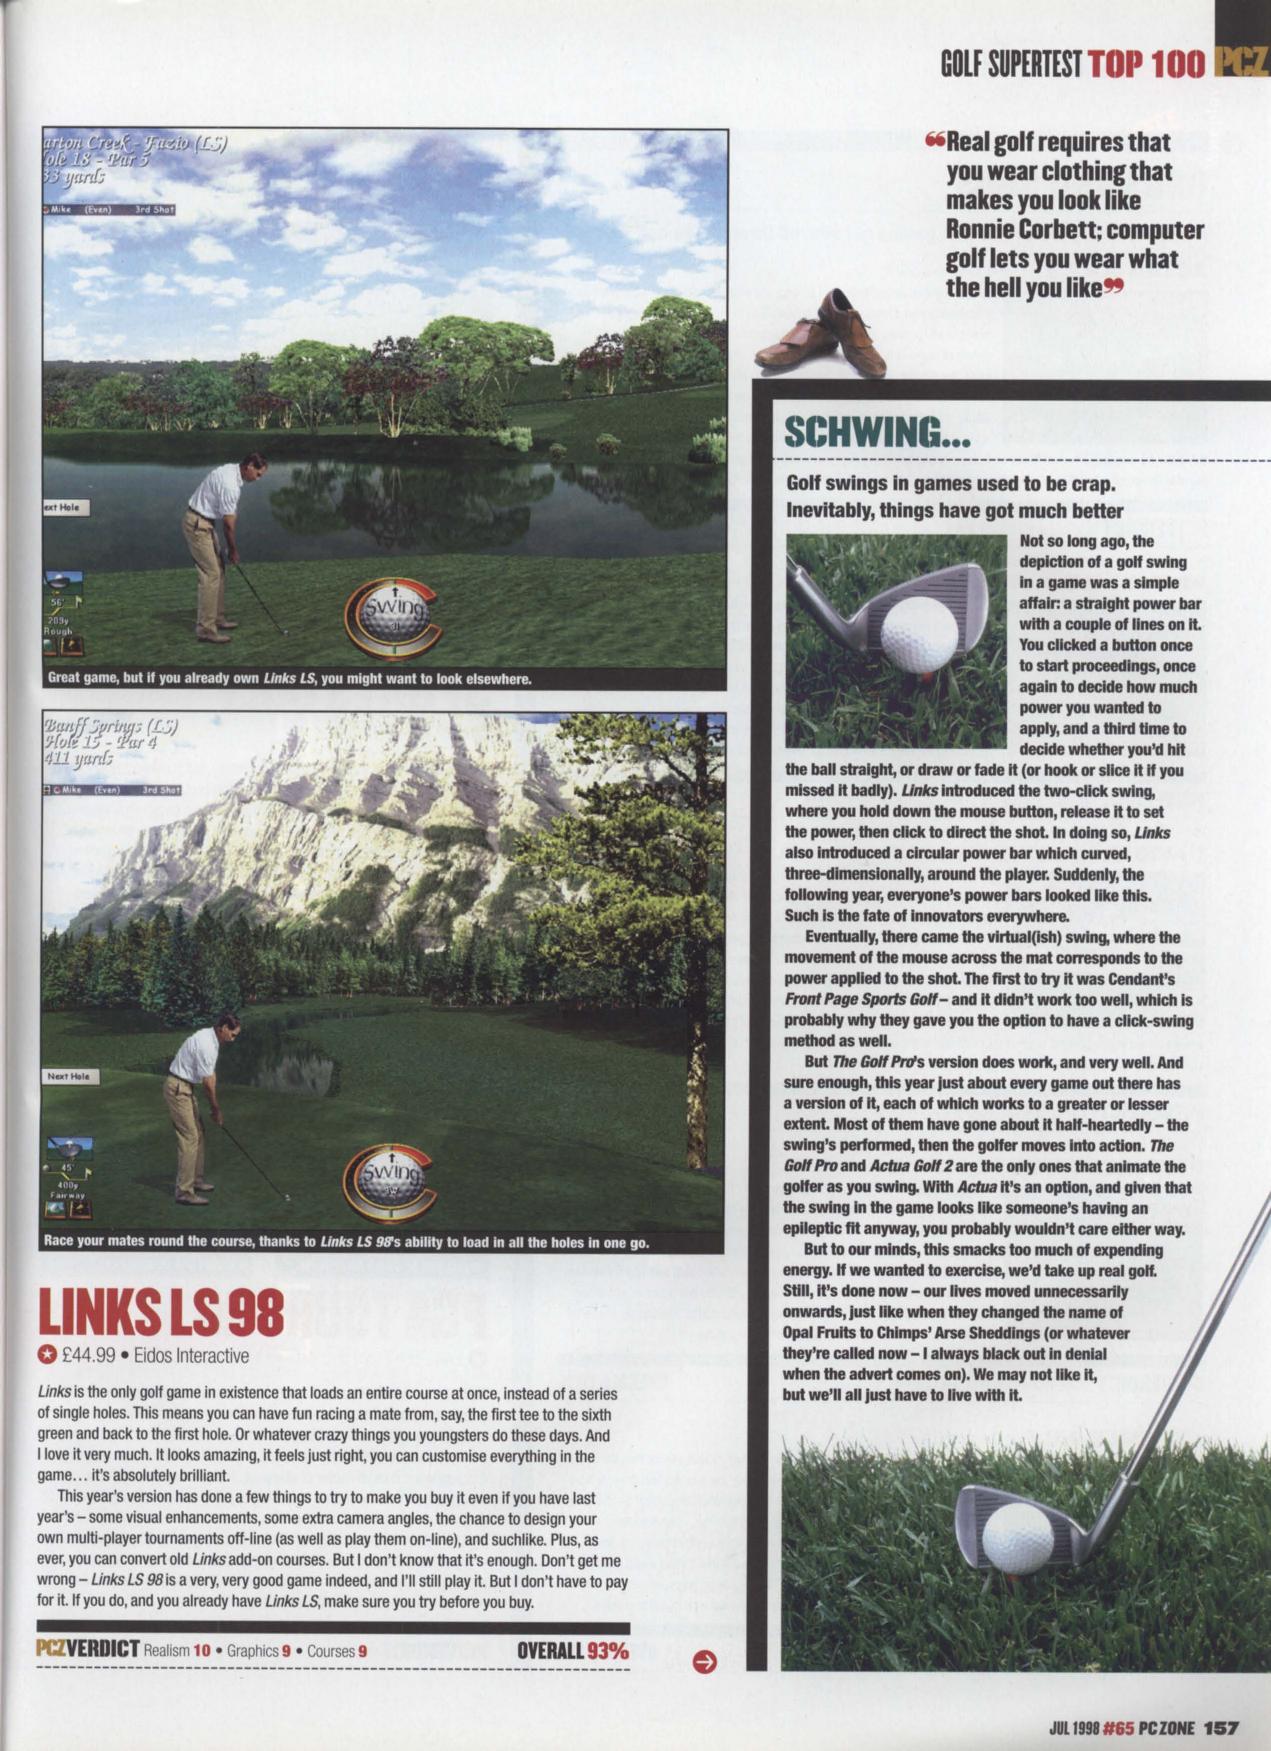 GOLF SUPERTEST TOP 100 PCZ
arton Creek - Fazio (LS)
ole 18 - Par 5
33 yards
Mike (Even) 3rd Shot
ext Hole
56'
209y
Rough
Swing
Great game, but if you already own Links LS, you might want to look elsewhere.
Banff Springs (LS)
Hole 15 - Par 4
411 yards
Mike (Even) 3rd Shot
Next Hole
45'
400y
Fairway
Swing
Race your mates round the course, thanks to Links LS 98's ability to load in all the holes in one go.
LINKS LS 98
£44.99 • Eidos Interactive
Links is the only golf game in existence that loads an entire course at once, instead of a series
of single holes. This means you can have fun racing a mate from, say, the first tee to the sixth
green and back to the first hole. Or whatever crazy things you youngsters do these days. And
I love it very much. It looks amazing, it feels just right, you can customise everything in the
game... it's absolutely brilliant.
This year's version has done a few things to try to make you buy it even if you have last
year's – some visual enhancements, some extra camera angles, the chance to design your
own multi-player tournaments off-line (as well as play them on-line), and suchlike. Plus, as
ever, you can convert old Links add-on courses. But I don't know that it's enough. Don't get me
wrong – Links LS 98 is a very, very good game indeed, and I'll still play it. But I don't have to pay
for it. If you do, and you already have Links LS, make sure you try before you buy.
PCZVERDICT Realism 10 • Graphics 9 • Courses 9 OVERALL 93%
“Real golf requires that
you wear clothing that
makes you look like
Ronnie Corbett; computer
golf lets you wear what
the hell you like”
SCHWING...
Golf swings in games used to be crap.
Inevitably, things have got much better
Not so long ago, the
depiction of a golf swing
in a game was a simple
affair: a straight power bar
with a couple of lines on it.
You clicked a button once
to start proceedings, once
again to decide how much
power you wanted to
apply, and a third time to
decide whether you'd hit
the ball straight, or draw or fade it (or hook or slice it if you
missed it badly). Links introduced the two-click swing,
where you hold down the mouse button, release it to set
the power, then click to direct the shot. In doing so, Links
also introduced a circular power bar which curved,
three-dimensionally, around the player. Suddenly, the
following year, everyone's power bars looked like this.
Such is the fate of innovators everywhere.
Eventually, there came the virtual(ish) swing, where the
movement of the mouse across the mat corresponds to the
power applied to the shot. The first to try it was Cendant's
Front Page Sports Golf – and it didn't work too well, which is
probably why they gave you the option to have a click-swing
method as well.
But The Golf Pro's version does work, and very well. And
sure enough, this year just about every game out there has
a version of it, each of which works to a greater or lesser
extent. Most of them have gone about it half-heartedly – the
swing's performed, then the golfer moves into action. The
Golf Pro and Actua Golf 2 are the only ones that animate the
golfer as you swing. With Actua it's an option, and given that
the swing in the game looks like someone's having an
epileptic fit anyway, you probably wouldn't care either way.
But to our minds, this smacks too much of expending
energy. If we wanted to exercise, we'd take up real golf.
Still, it's done now – our lives moved unnecessarily
onwards, just like when they changed the name of
Opal Fruits to Chimps' Arse Sheddings (or whatever
they're called now – I always black out in denial
when the advert comes on). We may not like it,
but we'll all just have to live with it.
JUL 1998 #65 PC ZONE 157